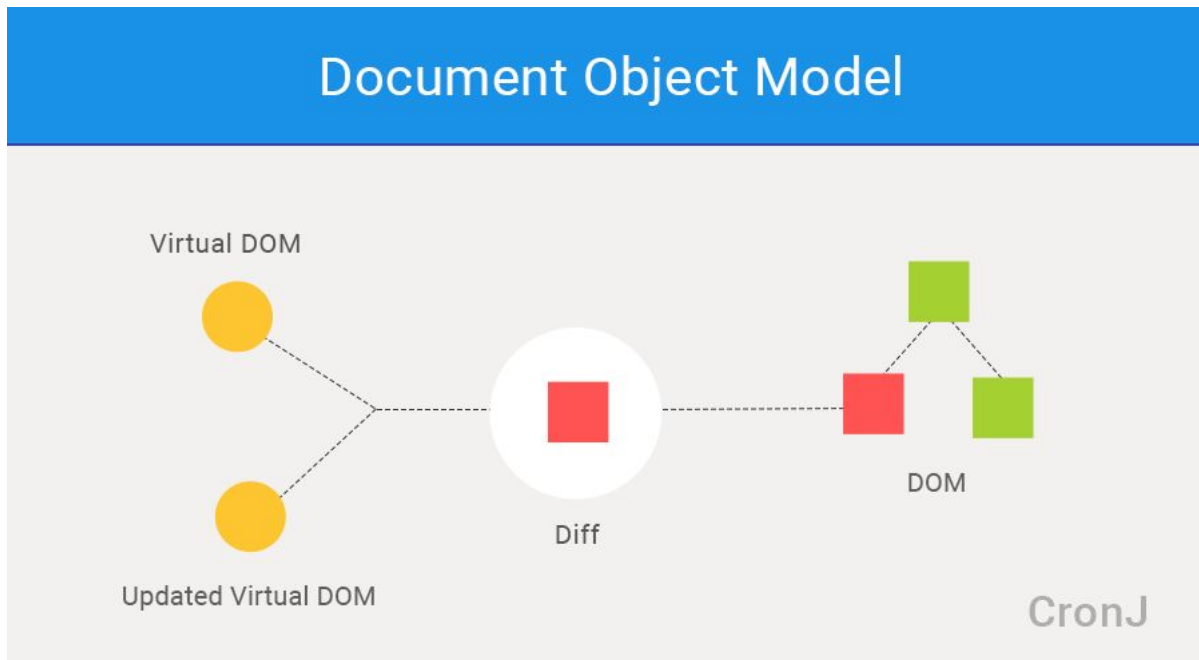 Document Object Model
Virtual DOM
Updated Virtual DOM
Diff
DOM
CronJ